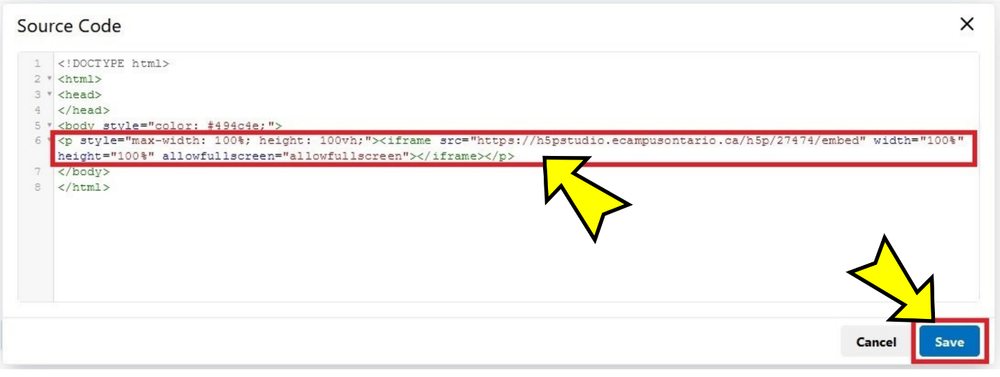 Source Code
1 <!DOCTYPE html>
2 <html>
3 <head>
4 </head>
5 <body style="color: #494c4e;">
6 <p style="max-width: 100%; height: 100vh;"><iframe src="https://h5pstudio.ecampusontario.ca/h5p/27474/embed" width="100%"
height="100%" allowfullscreen="allowfullscreen"></iframe></p>
7 </body>
8 </html>
Cancel Save